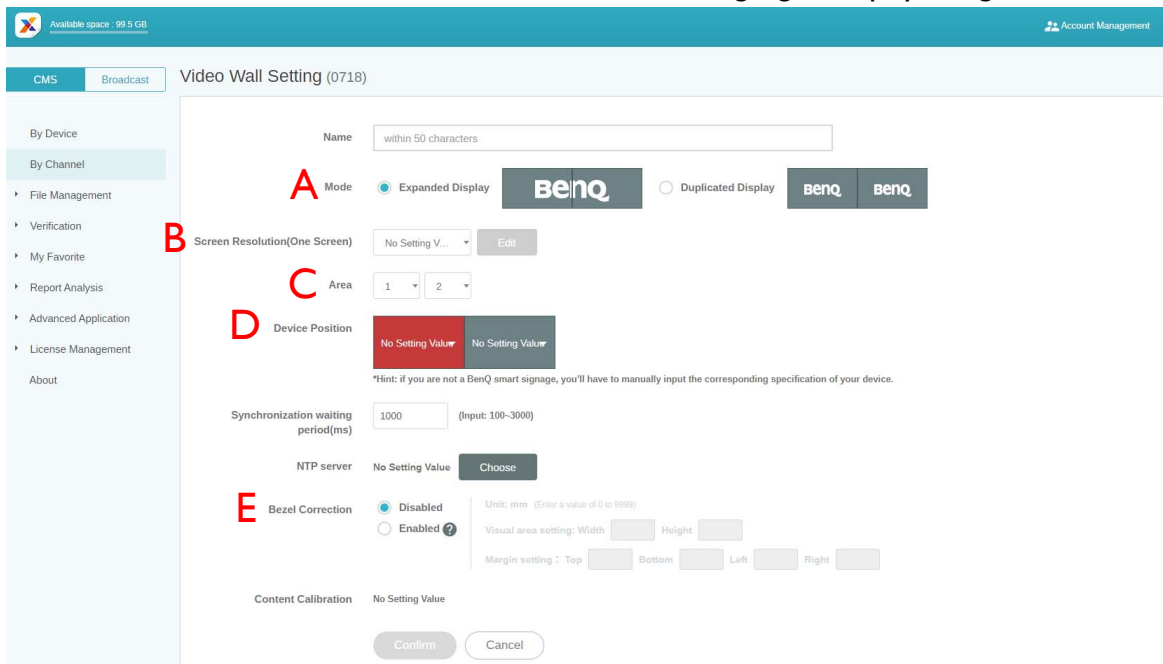 Available space : 99.5 GB
Account Management
CMS Broadcast
Video Wall Setting (0718)
By Device
By Channel
File Management
Verification
My Favorite
Report Analysis
Advanced Application
License Management
About
Name within 50 characters
A Mode Expanded Display BenQ Duplicated Display BenQ BenQ
B Screen Resolution(One Screen) No Setting V... Edit
C Area 1 2
D Device Position No Setting Value No Setting Value
*Hint: if you are not a BenQ smart signage, you'll have to manually input the corresponding specification of your device.
Synchronization waiting period(ms) 1000 (Input: 100~3000)
NTP server No Setting Value Choose
E Bezel Correction Disabled Unit: mm (Enter a value of 0 to 9999)
Enabled ? Visual area setting: Width Height
Margin setting : Top Bottom Left Right
Content Calibration No Setting Value
Confirm Cancel